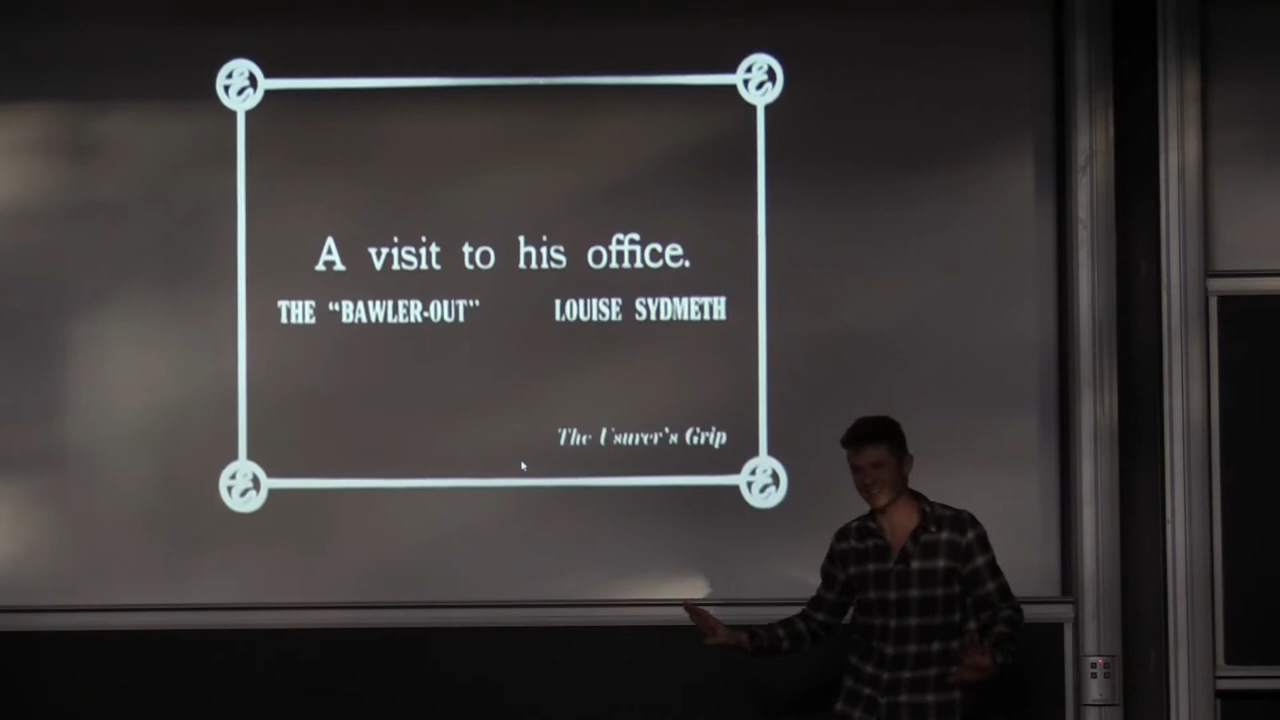 A visit to his office.
THE "BAWLER-OUT" LOUISE SYDMETH
The Usurer's Grip